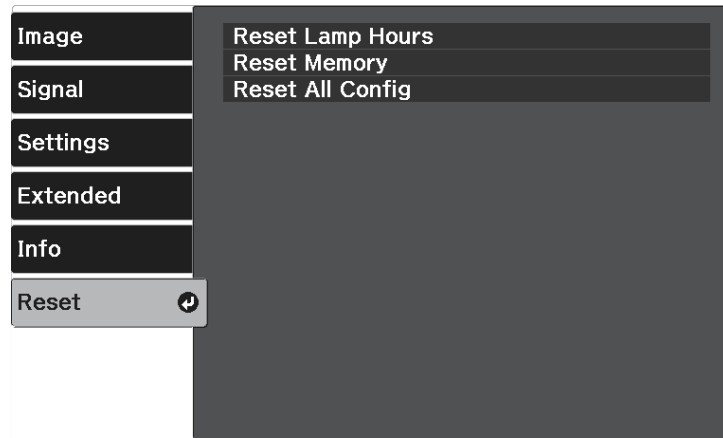 Image
Signal
Settings
Extended
Info
Reset
Reset Lamp Hours
Reset Memory
Reset All Config